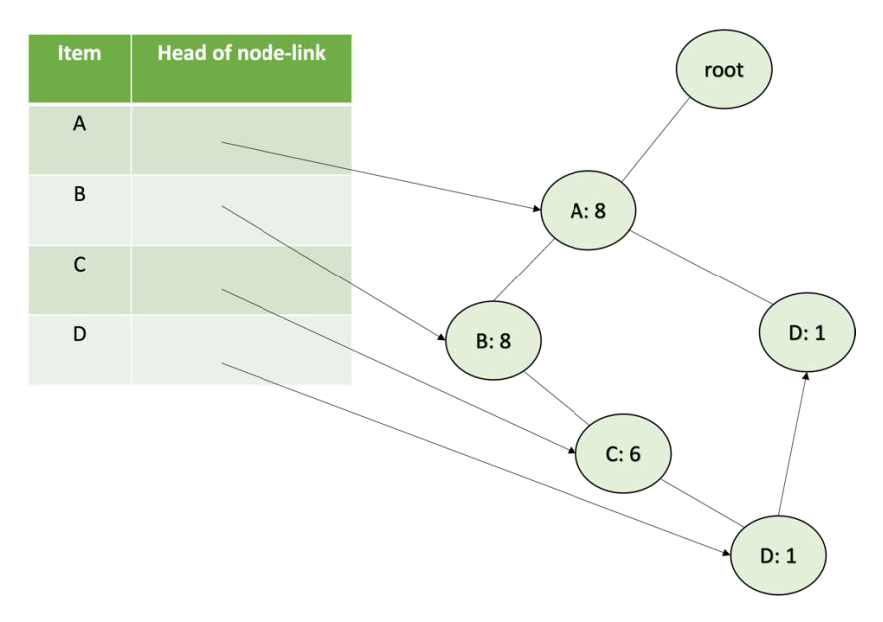 Item Head of node-link
A
B
C
D
root
A: 8
B: 8
D: 1
C: 6
D: 1